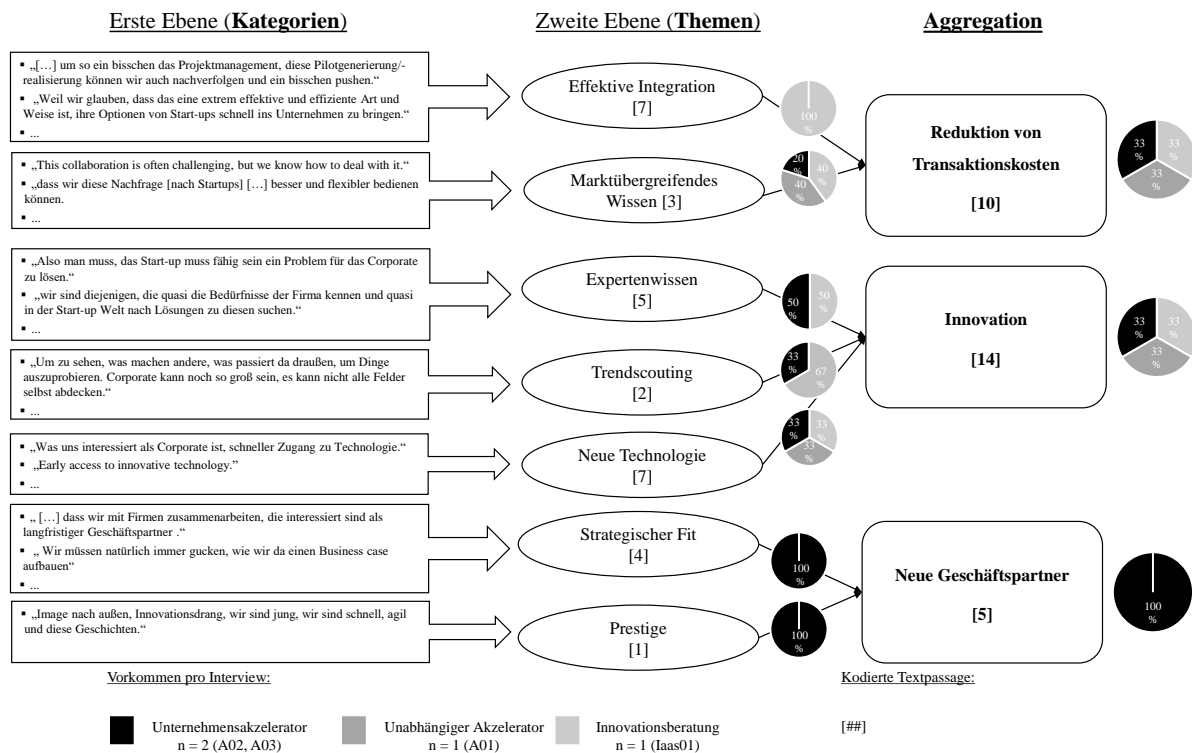 Erste Ebene (Kategorien)
Zweite Ebene (Themen)
Aggregation
▪ „[…] um so ein bisschen das Projektmanagement, diese Pilotgenerierung/-
realisierung können wir auch nachverfolgen und ein bisschen pushen.“
▪ „Weil wir glauben, dass das eine extrem effektive und effiziente Art und
Weise ist, ihre Optionen von Start-ups schnell ins Unternehmen zu bringen.“
▪ ...
Effektive Integration
[7]
100
%
▪ „This collaboration is often challenging, but we know how to deal with it.“
▪ „dass wir diese Nachfrage [nach Startups] […] besser und flexibler bedienen
können.
▪ ...
Marktübergreifendes
Wissen [3]
20
%
40
%
40
%
Reduktion von
Transaktionskosten
[10]
33
%
33
%
33
%
▪ „Also man muss, das Start-up muss fähig sein ein Problem für das Corporate
zu lösen.“
▪ „wir sind diejenigen, die quasi die Bedürfnisse der Firma kennen und quasi
in der Start-up Welt nach Lösungen zu diesen suchen.“
▪ ...
Expertenwissen
[5]
50
%
50
%
▪ „Um zu sehen, was machen andere, was passiert da draußen, um Dinge
auszuprobieren. Corporate kann noch so groß sein, es kann nicht alle Felder
selbst abdecken.“
▪ ...
Trendscouting
[2]
33
%
67
%
▪ „Was uns interessiert als Corporate ist, schneller Zugang zu Technologie.“
▪ „Early access to innovative technology.”
▪ ...
Neue Technologie
[7]
33
%
33
%
33
%
Innovation
[14]
33
%
33
%
33
%
▪ „ […] dass wir mit Firmen zusammenarbeiten, die interessiert sind als
langfristiger Geschäftspartner .“
▪ „ Wir müssen natürlich immer gucken, wie wir da einen Business case
aufbauen“
▪ ...
Strategischer Fit
[4]
100
%
▪ „Image nach außen, Innovationsdrang, wir sind jung, wir sind schnell, agil
und diese Geschichten.“
Prestige
[1]
100
%
Neue Geschäftspartner
[5]
100
%
Vorkommen pro Interview:
Kodierte Textpassage:
Unternehmensakzelerator
n = 2 (A02, A03)
Unabhängiger Akzelerator
n = 1 (A01)
Innovationsberatung
n = 1 (Iaas01)
[##]